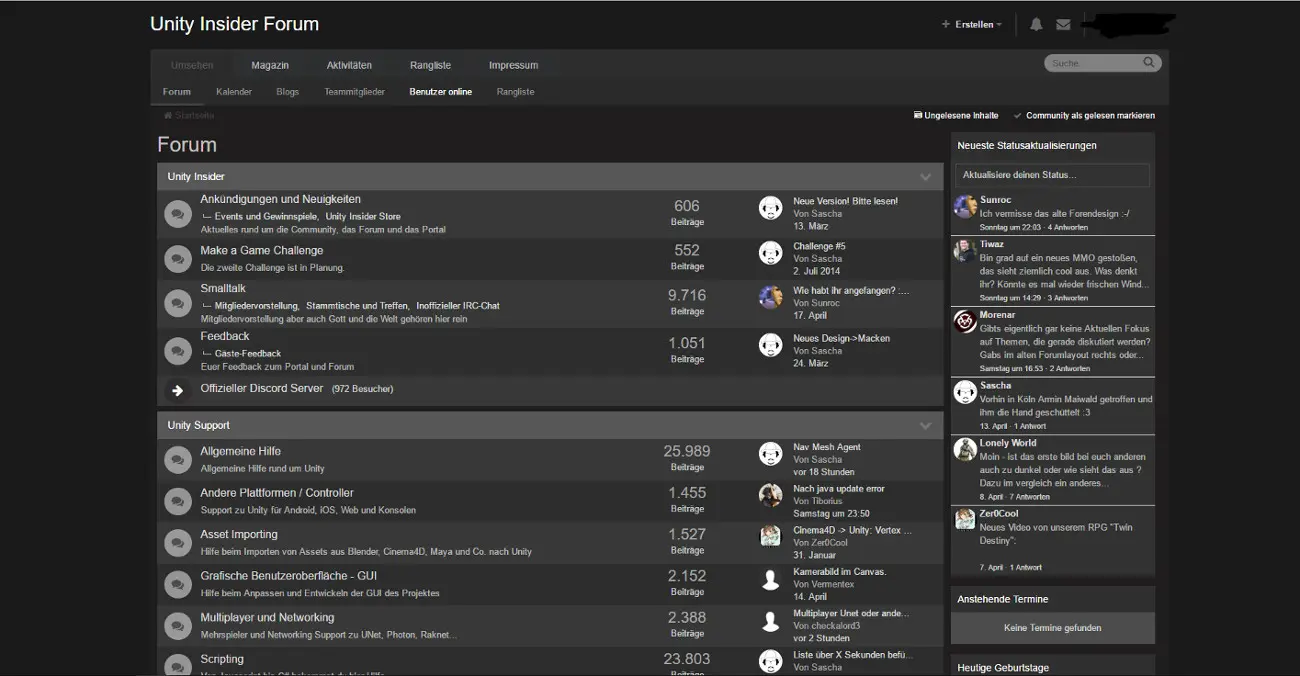 Unity Insider Forum
Erstellen
Umsehen Magazin Aktivitäten Rangliste Impressum
Suche
Forum Kalender Blogs Teammitglieder Benutzer online Rangliste
Startseite
Ungelesene Inhalte Community als gelesen markieren
Forum
Unity Insider
Ankündigungen und Neuigkeiten
Events und Gewinnspiele, Unity Insider Store
Aktuelles rund um die Community, das Forum und das Portal
606
Beiträge
Neue Version! Bitte lesen!
Von Sascha
13. März
Make a Game Challenge
Die zweite Challenge ist in Planung.
552
Beiträge
Challenge #5
Von Sascha
2. Juli 2014
Smalltalk
Mitgliedervorstellung, Stammtische und Treffen, Inoffizieller IRC-Chat
Mitgliedervorstellung aber auch Gott und die Welt gehören hier rein
9.716
Beiträge
Wie habt ihr angefangen? :...
Von Sunroc
17. April
Feedback
Gäste-Feedback
Euer Feedback zum Portal und Forum
1.051
Beiträge
Neues Design->Macken
Von Sascha
24. März
Offizieller Discord Server (972 Besucher)
Unity Support
Allgemeine Hilfe
Allgemeine Hilfe rund um Unity
25.989
Beiträge
Nav Mesh Agent
Von Sascha
vor 18 Stunden
Andere Plattformen / Controller
Support zu Unity für Android, iOS, Web und Konsolen
1.455
Beiträge
Nach java update error
Von Tiborius
Samstag um 23:50
Asset Importing
Hilfe beim Importen von Assets aus Blender, Cinema4D, Maya und Co. nach Unity
1.527
Beiträge
Cinema4D -> Unity: Vertex ...
Von Zer0Cool
31. Januar
Grafische Benutzeroberfläche - GUI
Hilfe beim Anpassen und Entwickeln der GUI des Projektes
2.152
Beiträge
Kamerabild im Canvas.
Von Vermentex
14. April
Multiplayer und Networking
Mehrspieler und Networking Support zu UNet, Photon, Raknet...
2.388
Beiträge
Multiplayer Unet oder ande...
Von checkalord3
vor 2 Stunden
Scripting
23.803
Beiträge
Liste über X Sekunden befü...
Von Sascha
Neueste Statusaktualisierungen
Aktualisiere deinen Status...
Sunroc
Ich vermisse das alte Forendesign :-/
Sonntag um 22:03 · 4 Antworten
Tiwaz
Bin grad auf ein neues MMO gestoßen,
das sieht ziemlich cool aus. Was denkt
ihr? Könnte es mal wieder frischen Wind...
Sonntag um 14:29 · 3 Antworten
Morenar
Gibts eigentlich gar keine Aktuellen Fokus
auf Themen, die gerade diskutiert werden?
Gabs im alten Forumlayout rechts oder...
Samstag um 16:53 · 2 Antworten
Sascha
Vorhin in Köln Armin Maiwald getroffen und
ihm die Hand geschüttelt :3
13. April · 1 Antwort
Lonely World
Moin - ist das erste bild bei euch anderen
auch zu dunkel oder wie sieht das aus ?
Dazu im vergleich ein anderes...
8. April · 7 Antworten
Zer0Cool
Neues Video von unserem RPG "Twin
Destiny":
7. April · 1 Antwort
Anstehende Termine
Keine Termine gefunden
Heutige Geburtstage